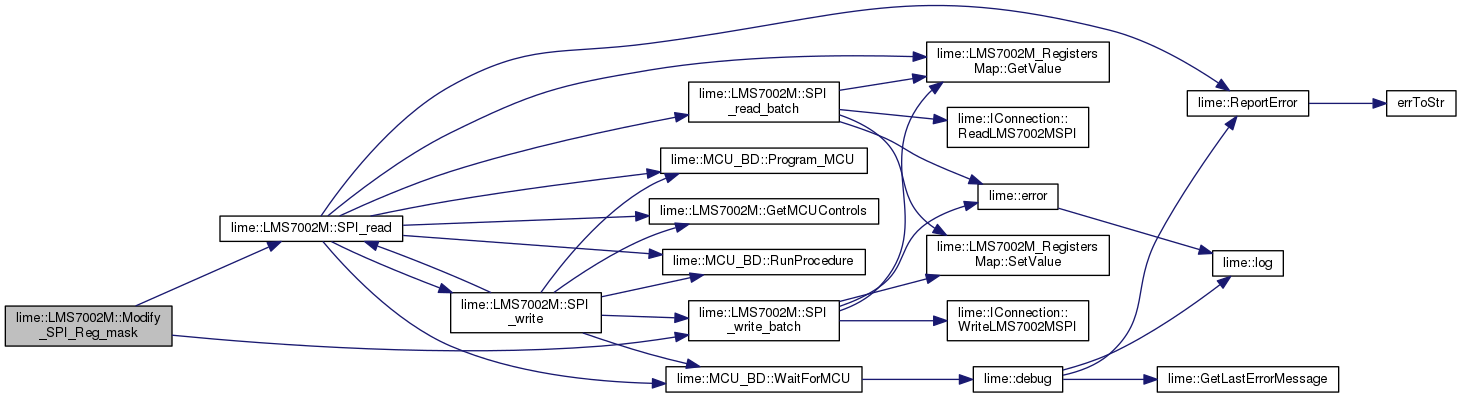 lime::LMS7002M::Modify
_SPI_Reg_mask
lime::LMS7002M::SPI_read
lime::LMS7002M::SPI
_write
lime::LMS7002M::SPI
_read_batch
lime::MCU_BD::Program_MCU
lime::LMS7002M::GetMCUControls
lime::MCU_BD::RunProcedure
lime::LMS7002M::SPI
_write_batch
lime::MCU_BD::WaitForMCU
lime::LMS7002M_Registers
Map::GetValue
lime::IConnection::
ReadLMS7002MSPI
lime::error
lime::LMS7002M_Registers
Map::SetValue
lime::IConnection::
WriteLMS7002MSPI
lime::debug
lime::ReportError
lime::log
lime::GetLastErrorMessage
errToStr